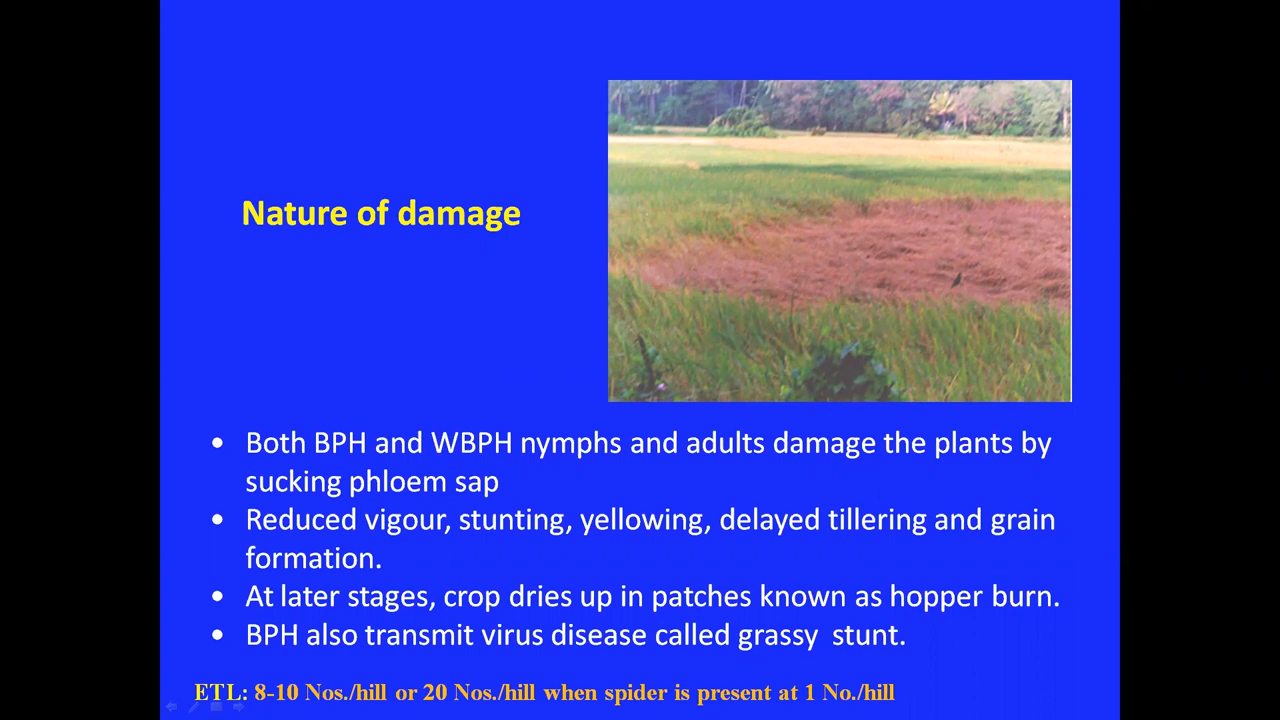 Nature of damage
• Both BPH and WBPH nymphs and adults damage the plants by
sucking phloem sap
• Reduced vigour, stunting, yellowing, delayed tillering and grain
formation.
• At later stages, crop dries up in patches known as hopper burn.
• BPH also transmit virus disease called grassy  stunt.
ETL: 8-10 Nos./hill or 20 Nos./hill when spider is present at 1 No./hill